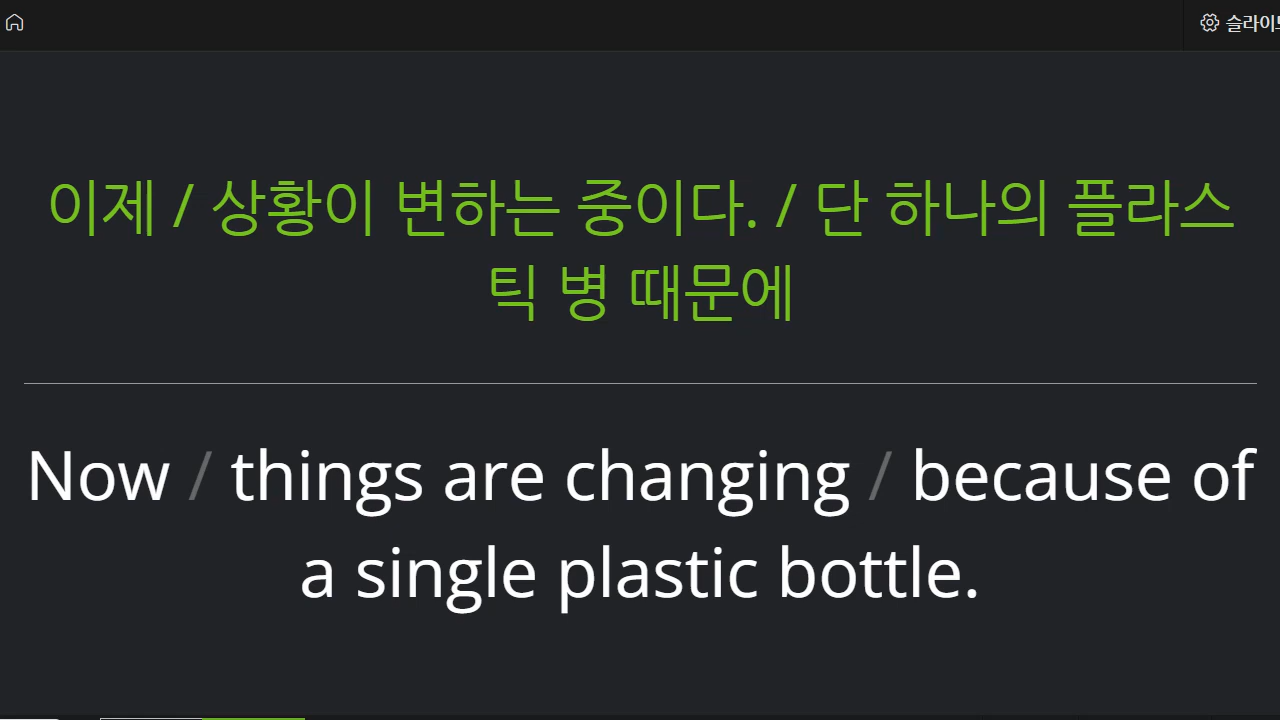 슬라이드
이제 / 상황이 변하는 중이다. / 단 하나의 플라스
틱 병 때문에
Now / things are changing / because of
a single plastic bottle.